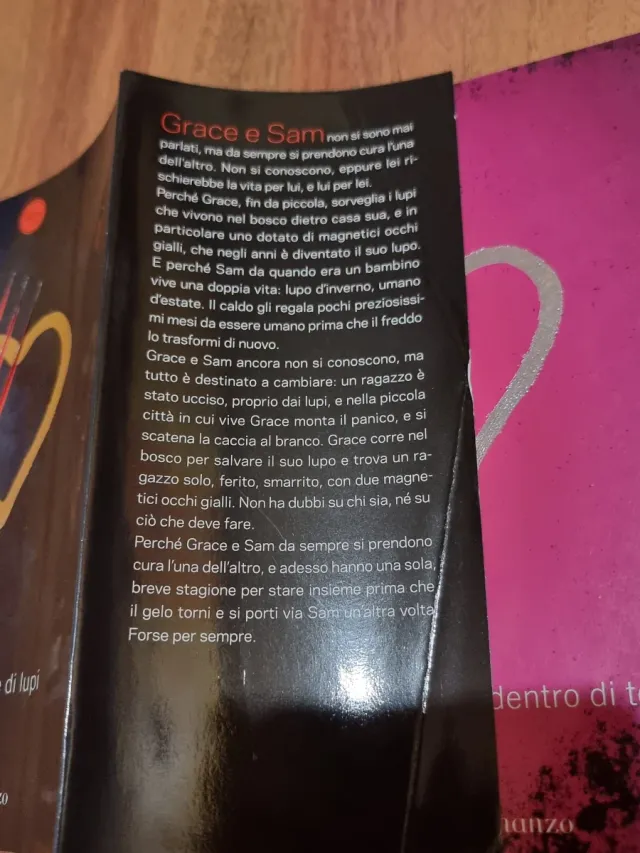 Grace e Sam non si sono mai
parlati, ma da sempre si prendono cura l'una
dell'altro. Non si conoscono, eppure lei ri-
schierebbe la vita per lui, e lui per lei.
Perché Grace, fin da piccola, sorveglia i lupi
che vivono nel bosco dietro casa sua, e in
particolare uno dotato di magnetici occhi
gialli, che negli anni è diventato il suo lupo.
E perché Sam da quando era un bambino
vive una doppia vita: lupo d'inverno, umano
d'estate. Il caldo gli regala pochi preziosissi-
mi mesi da essere umano prima che il freddo
lo trasformi di nuovo.
Grace e Sam ancora non si conoscono, ma
tutto è destinato a cambiare: un ragazzo è
stato ucciso, proprio dai lupi, e nella piccola
città in cui vive Grace monta il panico, e si
scatena la caccia al branco. Grace corre nel
bosco per salvare il suo lupo e trova un ra-
gazzo solo, ferito, smarrito, con due magne-
tici occhi gialli. Non ha dubbi su chi sia, né su
ciò che deve fare.
Perché Grace e Sam da sempre si prendono
cura l'una dell'altro, e adesso hanno una sola,
breve stagione per stare insieme prima che
il gelo torni e si porti via Sam un'altra volta.
Forse per sempre.
di lupi
dentro di